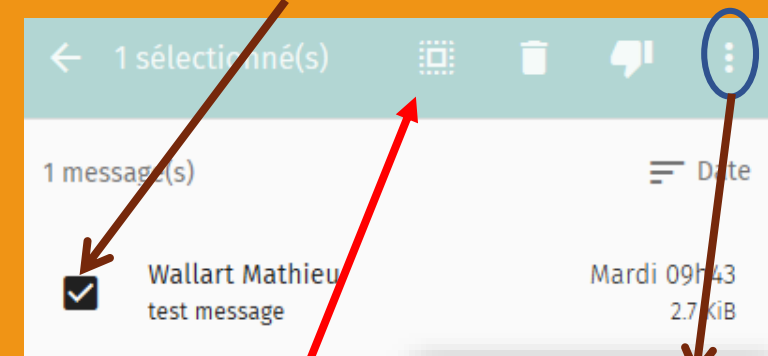 1 sélectionné(s)
1 message(s)
Date
Wallart Mathieu
Mardi 09h43
test message
2.7 KiB